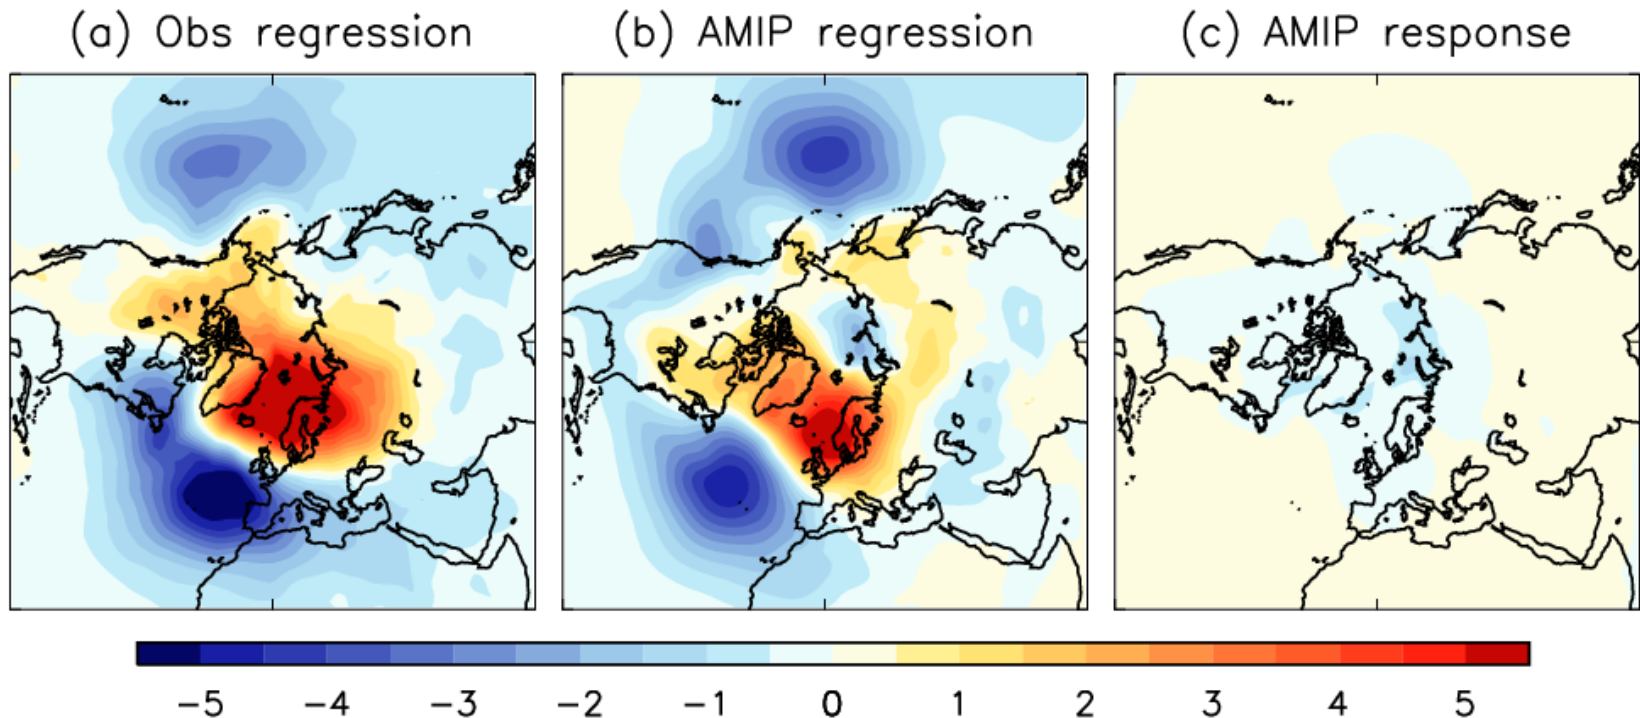 (a) Obs regression
(b) AMIP regression
(c) AMIP response
-5 -4 -3 -2 -1 0 1 2 3 4 5